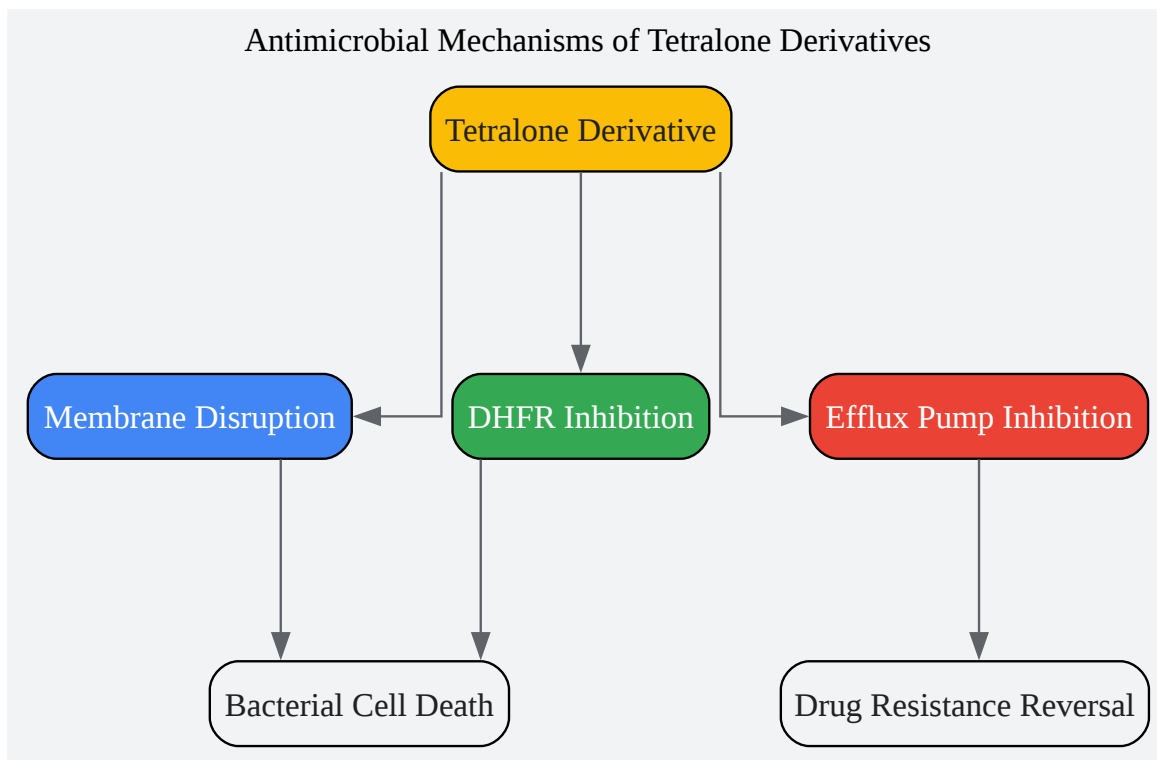 Antimicrobial Mechanisms of Tetralone Derivatives
Tetralone Derivative
Membrane Disruption
DHFR Inhibition
Efflux Pump Inhibition
Bacterial Cell Death
Drug Resistance Reversal